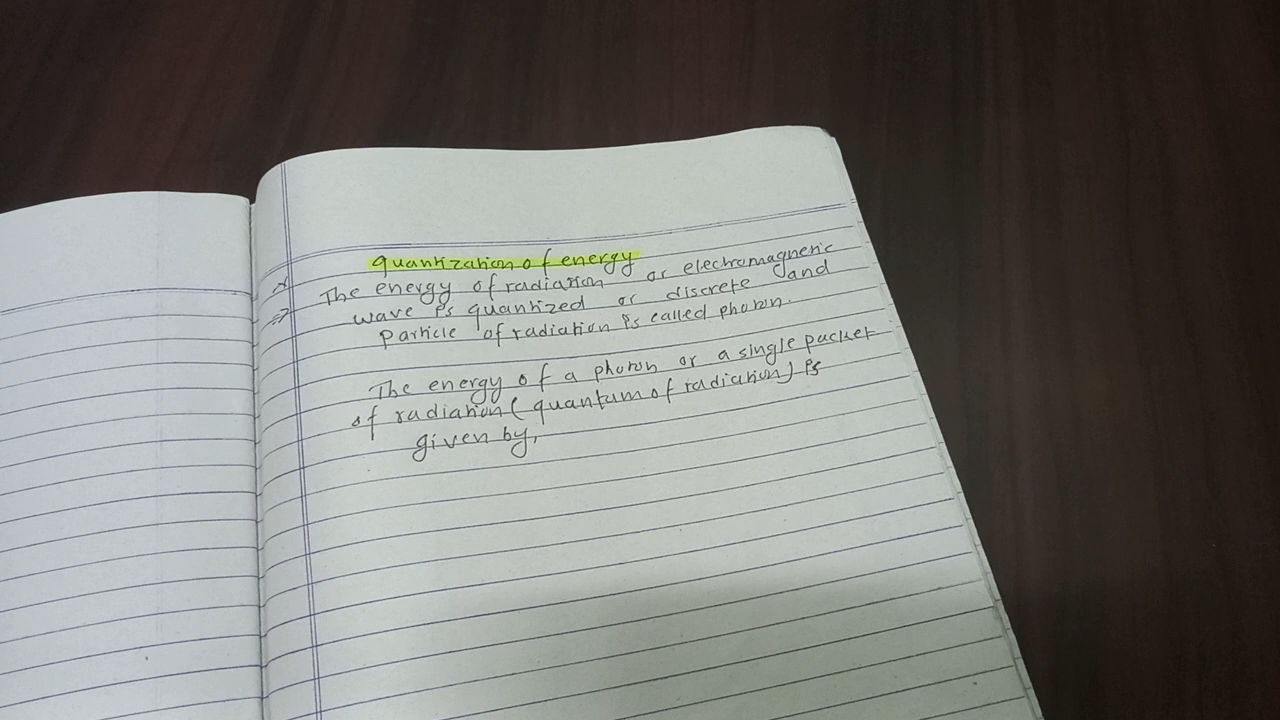 quantization of energy
The energy of radiation or electromagnetic
wave is quantized or discrete and
particle of radiation is called photon.
The energy of a photon or a single packet
of radiation (quantum of radiation) is
given by,